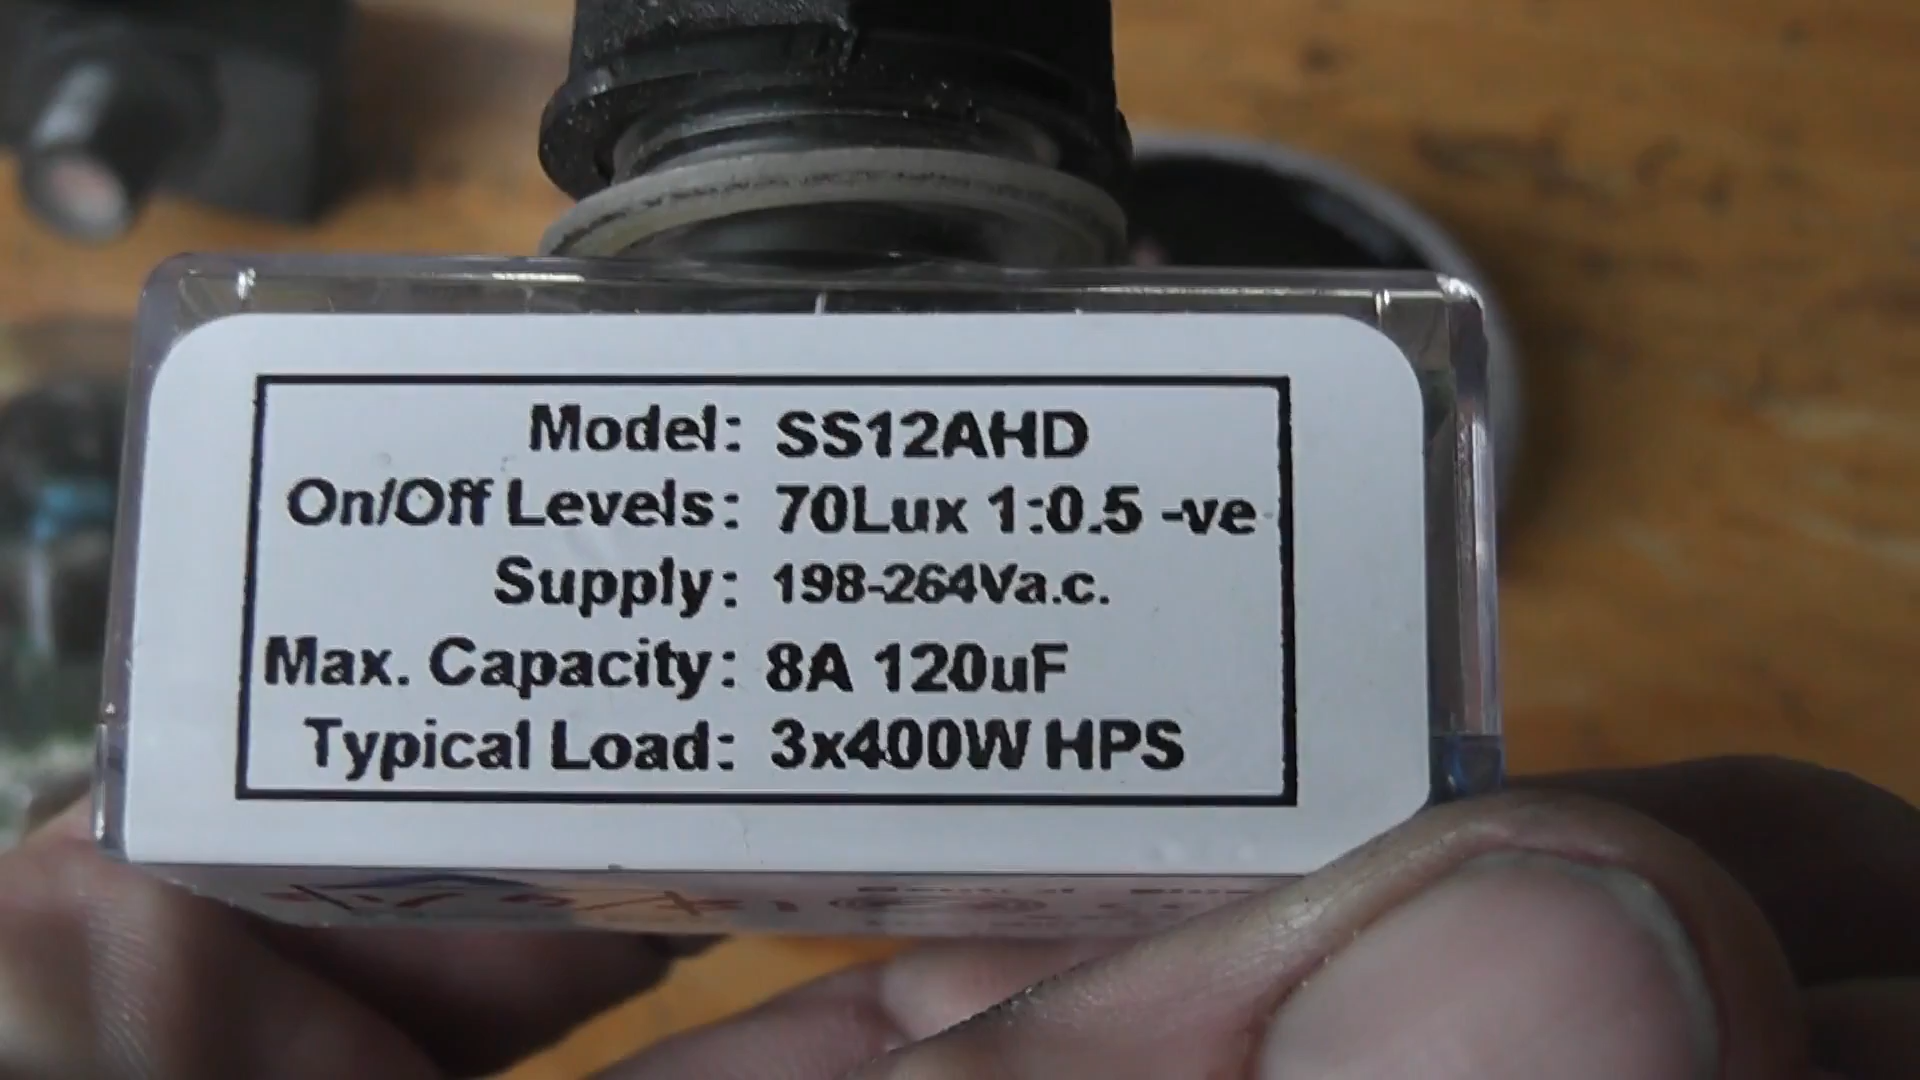 Model: SS12AHD
On/Off Levels: 70Lux 1:0.5 -ve
Supply: 198-264Va.c.
Max. Capacity: 8A 120uF
Typical Load: 3x400W HPS